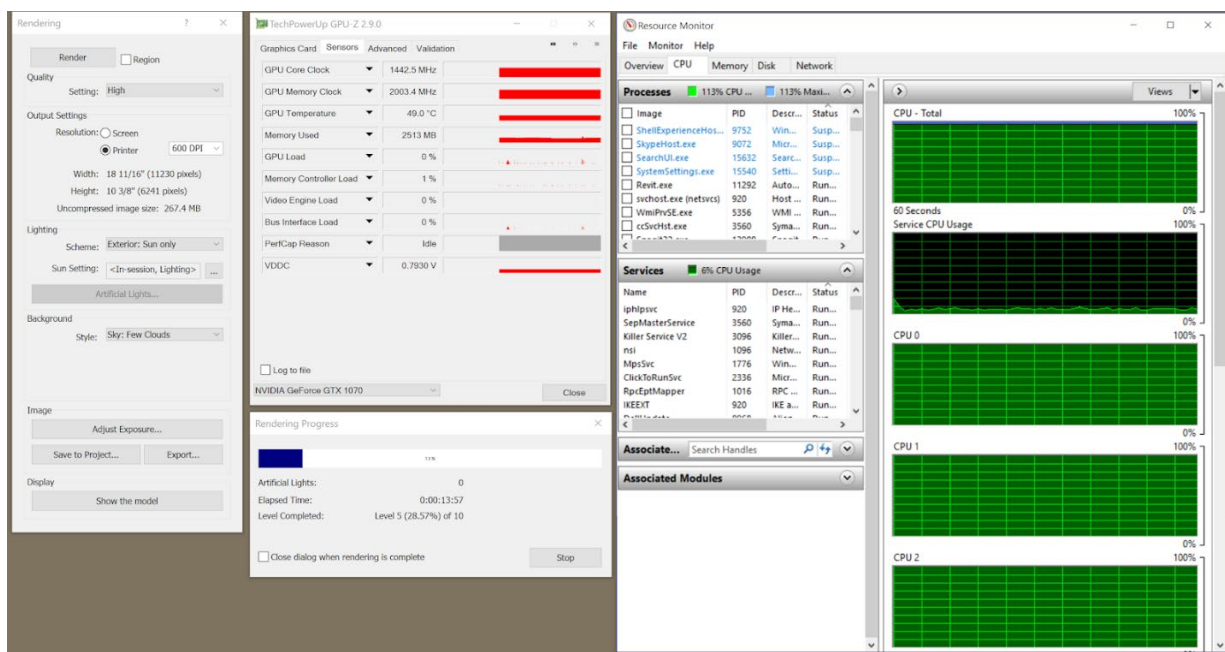 Rendering
Render
Region
Quality
Setting: High
Output Settings
Resolution: Screen
Printer 600 DPI
Width: 18 11/16" (11230 pixels)
Height: 10 3/8" (6241 pixels)
Uncompressed image size: 267.4 MB
Lighting
Scheme: Exterior: Sun only
Sun Setting: <In-session, Lighting> ...
Artificial Lights...
Background
Style: Sky: Few Clouds
Image
Adjust Exposure...
Save to Project... Export...
Display
Show the model
TechPowerUp GPU-Z 2.9.0
Graphics Card Sensors Advanced Validation
GPU Core Clock 1442.5 MHz
GPU Memory Clock 2003.4 MHz
GPU Temperature 49.0 °C
Memory Used 2513 MB
GPU Load 0 %
Memory Controller Load 1 %
Video Engine Load 0 %
Bus Interface Load 0 %
PerfCap Reason Idle
VDDC 0.7930 V
Log to file
NVIDIA GeForce GTX 1070
Close
Rendering Progress
11%
Artificial Lights: 0
Elapsed Time: 0:00:13:57
Level Completed: Level 5 (28.57%) of 10
Close dialog when rendering is complete
Stop
Resource Monitor
File Monitor Help
Overview CPU Memory Disk Network
Processes 113% CPU ... 113% Maxi...
Image PID Descr... Status
ShellExperienceHos... 9752 Win... Susp...
SkypeHost.exe 9072 Micr... Susp...
SearchUI.exe 15632 Searc... Susp...
SystemSettings.exe 15540 Setti... Susp...
Revit.exe 11292 Auto... Run...
svchost.exe (netsvcs) 920 Host ... Run...
WmiPrvSE.exe 5356 WMI ... Run...
ccSvcHst.exe 3560 Syma... Run...
Services 6% CPU Usage
Name PID Descr... Status
iphlpsvc 920 IP He... Run...
SepMasterService 3560 Syma... Run...
Killer Service V2 3096 Killer... Run...
nsi 1096 Netw... Run...
MpsSvc 1776 Win... Run...
ClickToRunSvc 2336 Micr... Run...
RpcEptMapper 1016 RPC ... Run...
IKEEXT 920 IKE a... Run...
Associate... Search Handles
Associated Modules
Views
CPU - Total 100%
60 Seconds 0%
Service CPU Usage 100%
0%
CPU 0 100%
0%
CPU 1 100%
0%
CPU 2 100%